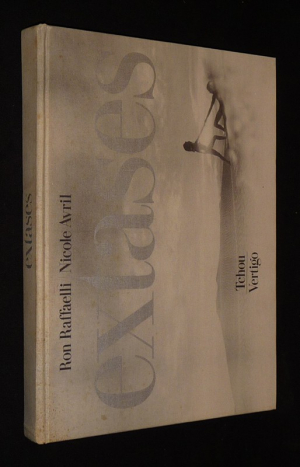 extases
Ron Raffaelli Nicole Avril
extases
Tchou
Vertigo